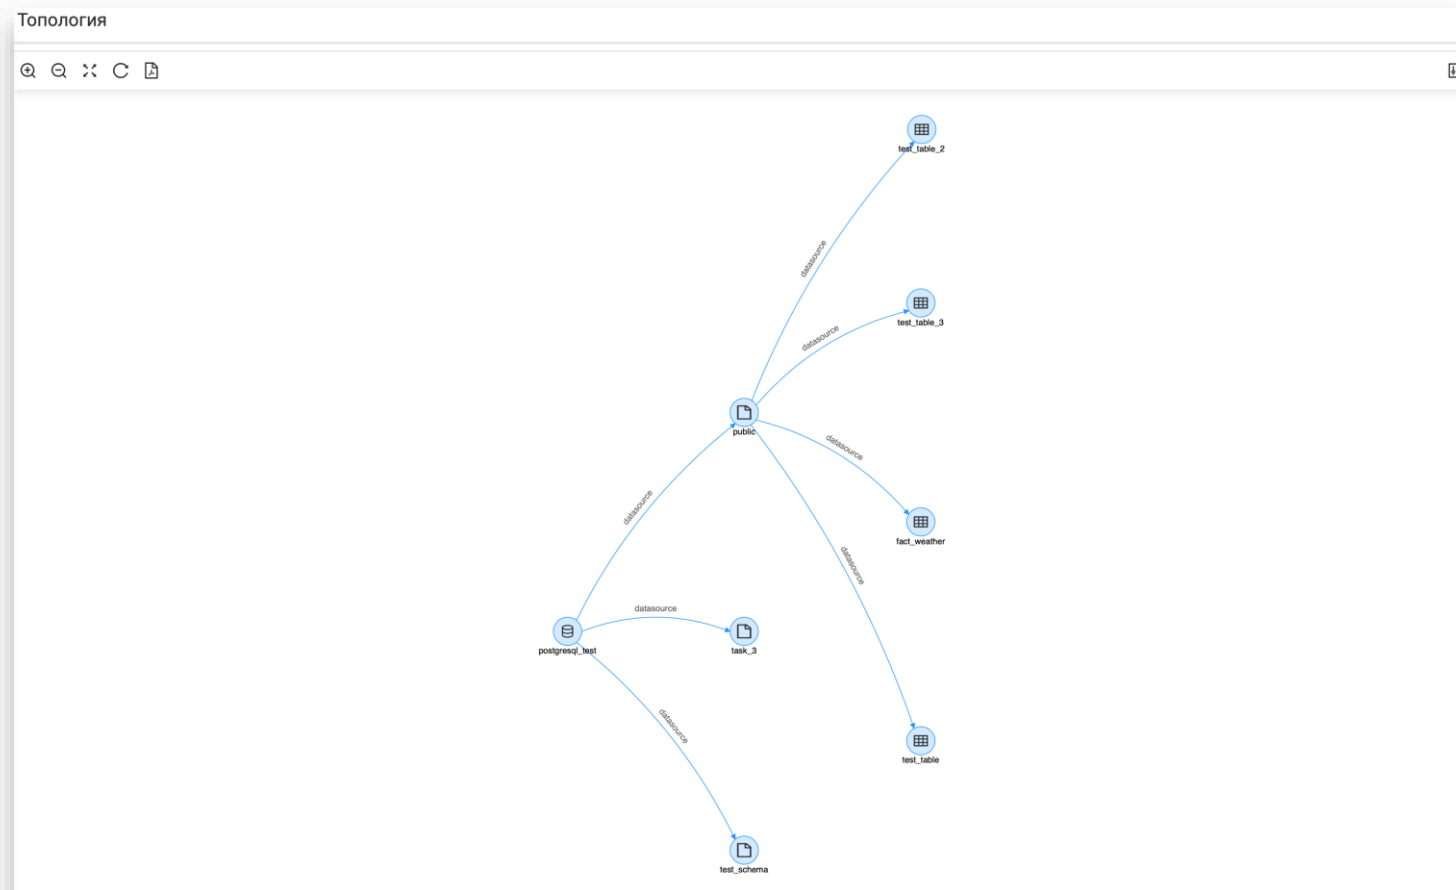 Топология
test_table_2
datasource
test_table_3
datasource
public
datasource
datasource
fact_weather
datasource
datasource
postgresql_test
task_3
datasource
test_table
test_schema